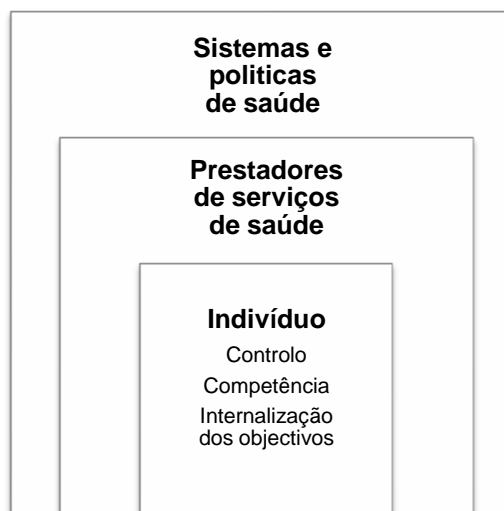 Sistemas e
politicas
de saúde
Prestadores
de serviços
de saúde
Indivíduo
Controlo
Competência
Internalização
dos objectivos